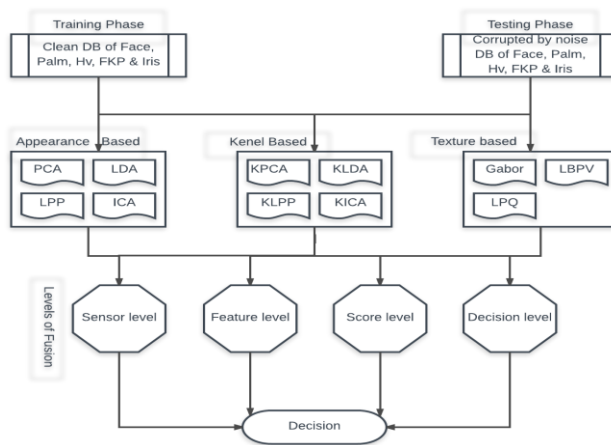 Training Phase
Clean DB of Face,
Palm, Hv, FKP & Iris
Testing Phase
Corrupted by noise
DB of Face, Palm,
Hv, FKP & Iris
Appearance Based
PCA
LDA
LPP
ICA
Kenel Based
KPCA
KLDA
KLPP
KICA
Texture based
Gabor
LBPV
LPQ
Levels of Fusion
Sensor level
Feature level
Score level
Decision level
Decision